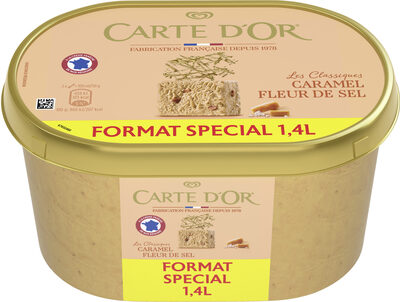 CARTE D'OR
FABRICATION FRANÇAISE DEPUIS 1978
Les Classiques
CARAMEL
FLEUR DE SEL
FORMAT SPECIAL 1,4L
CARTE D'OR
FABRICATION FRANÇAISE DEPUIS 1978
Les Classiques
CARAMEL
FLEUR DE SEL
FORMAT
SPECIAL
1,4L